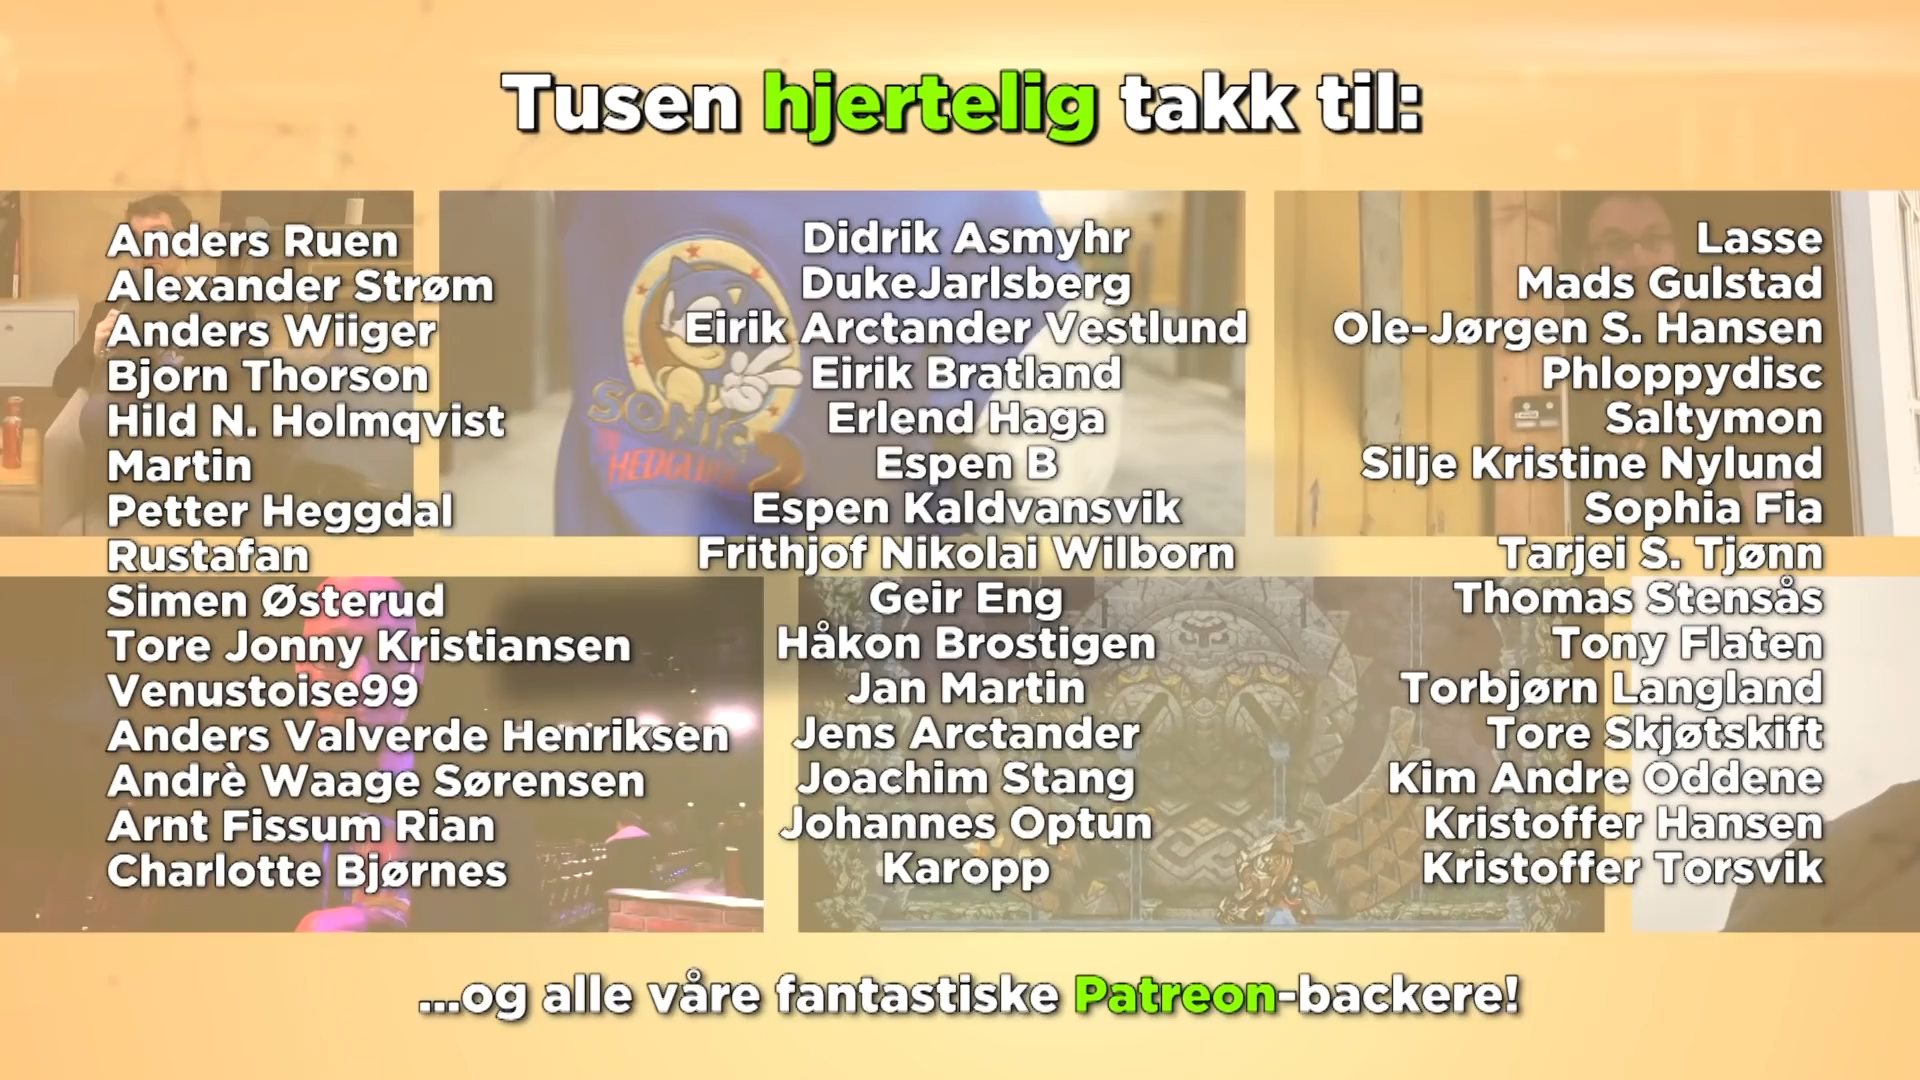 Tusen hjertelig takk til:
Anders Ruen
Alexander Strøm
Anders Wiiger
Bjørn Thorson
Hild N. Holmqvist
Martin
Petter Heggdal
Rustafan
Simen Østerud
Tore Jonny Kristiansen
Venustoise99
Anders Valverde Henriksen
Andrè Waage Sørensen
Arnt Fissum Rian
Charlotte Bjørnes
Didrik Asmyhr
DukeJarlsberg
Eirik Arctander Vestlund
Eirik Bratland
Erlend Haga
Espen B
Espen Kaldvansvik
Frithjof Nikolai Wilborn
Geir Eng
Håkon Brostigen
Jan Martin
Jens Arctander
Joachim Stang
Johannes Optun
Karopp
Lasse
Mads Gulstad
Ole-Jørgen S. Hansen
Phloppydisc
Saltymon
Silje Kristine Nylund
Sophia Fia
Tarjei S. Tjønn
Thomas Stensås
Tony Flaten
Torbjørn Langland
Tore Skjøtskift
Kim Andre Oddene
Kristoffer Hansen
Kristoffer Torsvik
SONIC
HEDGEHOG 2
...og alle våre fantastiske Patreon-backere!